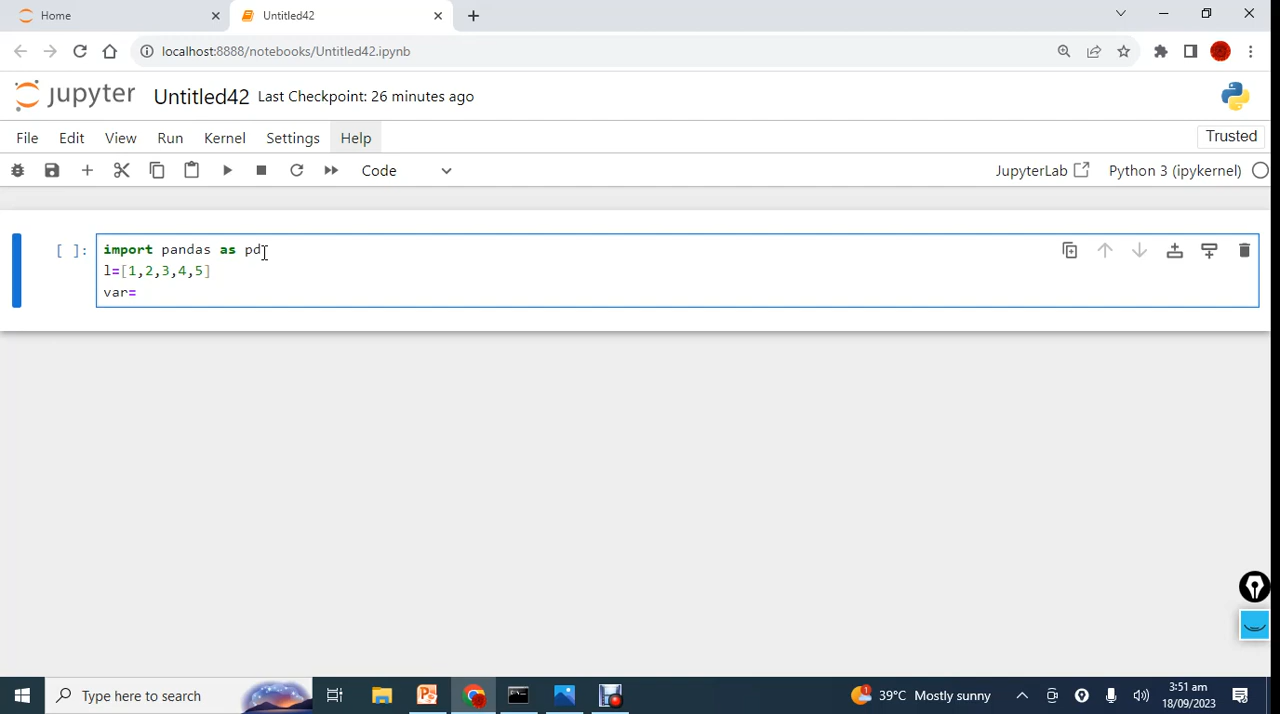 Home
Untitled42
localhost:8888/notebooks/Untitled42.ipynb
jupyter Untitled42 Last Checkpoint: 26 minutes ago
File Edit View Run Kernel Settings Help Trusted
Code JupyterLab Python 3 (ipykernel)
[ ]: import pandas as pd
l=[1,2,3,4,5]
var=
Type here to search
39°C Mostly sunny
3:51 am
18/09/2023